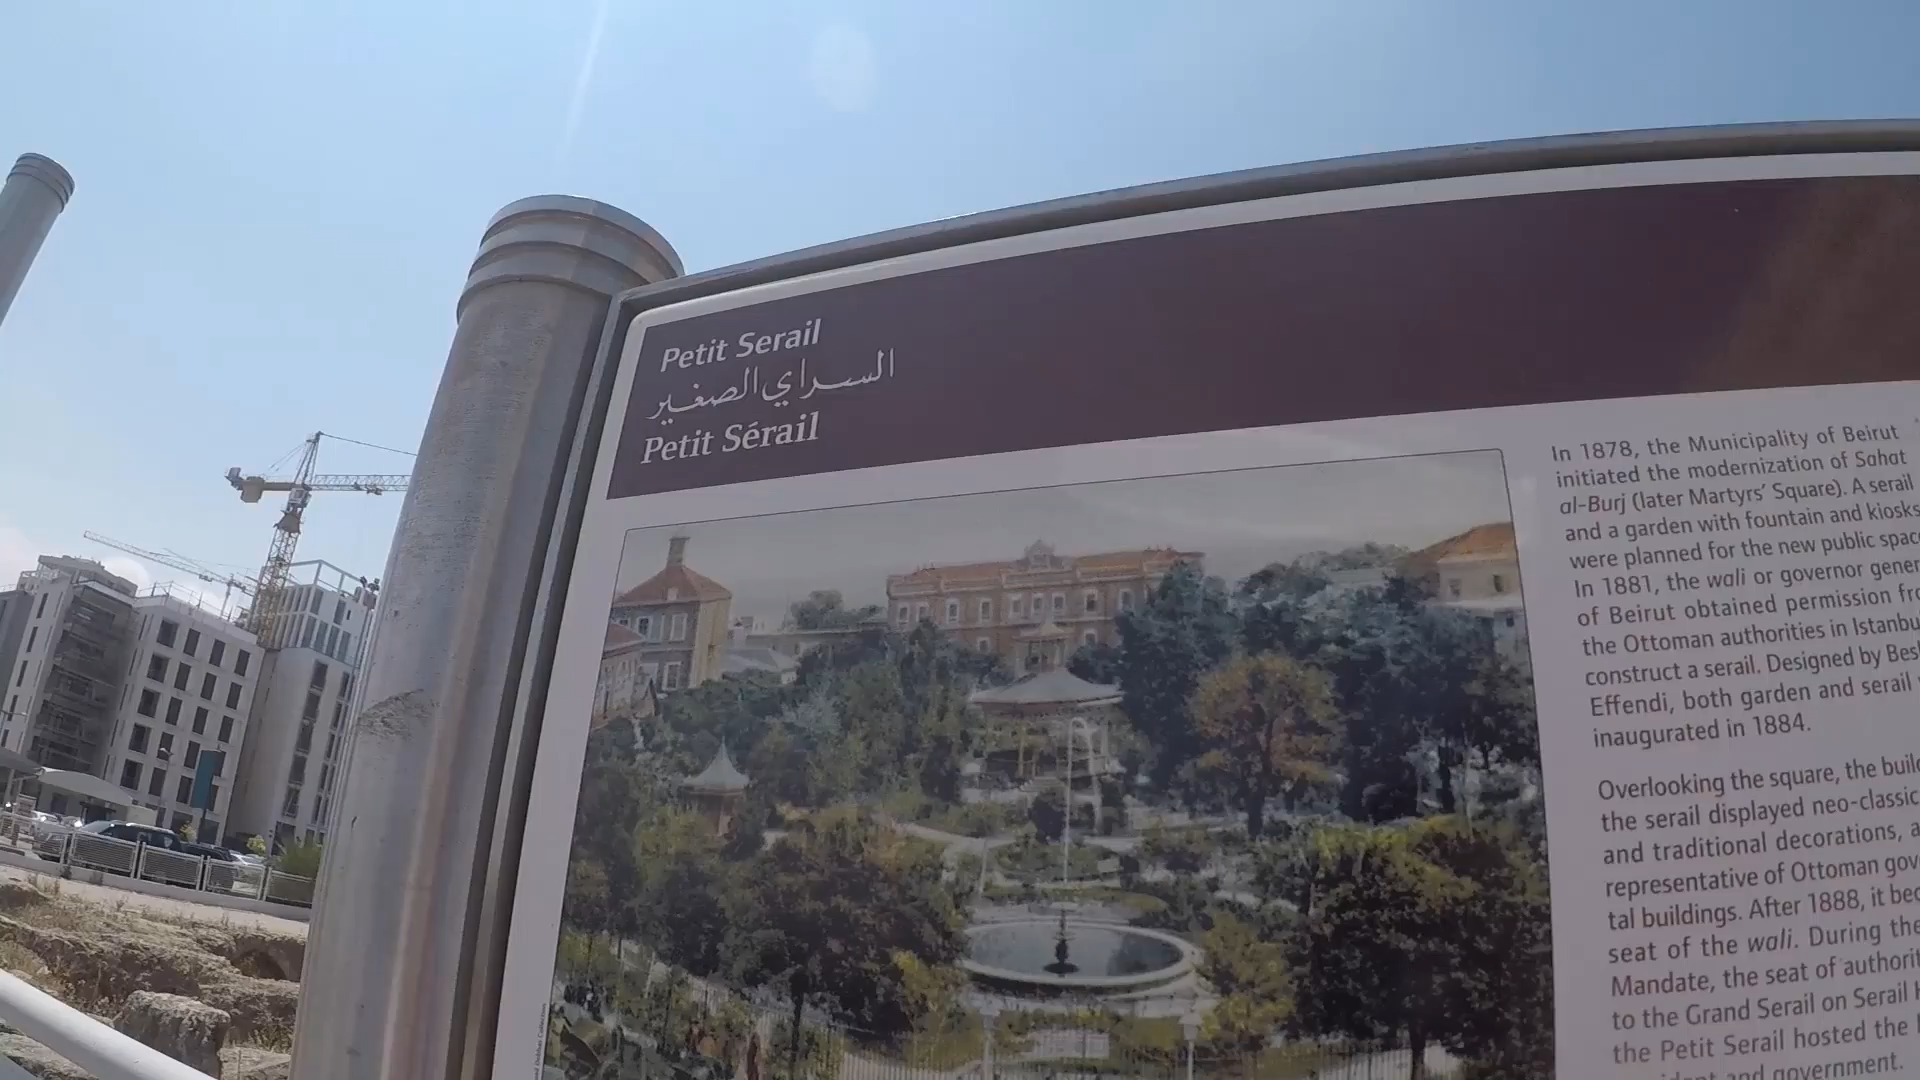 Petit Serail
السراي الصغير
Petit Sérail
In 1878, the Municipality of Beirut
initiated the modernization of Sahat
al-Burj (later Martyrs' Square). A serail
and a garden with fountain and kiosks
were planned for the new public
In 1881, the wali or governor
of Beirut obtained permission
the Ottoman authorities in
construct a serail. Designed by
Effendi, both garden and serail
inaugurated in 1884.
Overlooking the square, the
the serail displayed
and traditional decorations,
representative of Ottoman
tal buildings. After 1888, it
seat of the wali. During the
Mandate, the seat of
to the Grand Serail on Serail
the Petit Serail hosted the
and government.